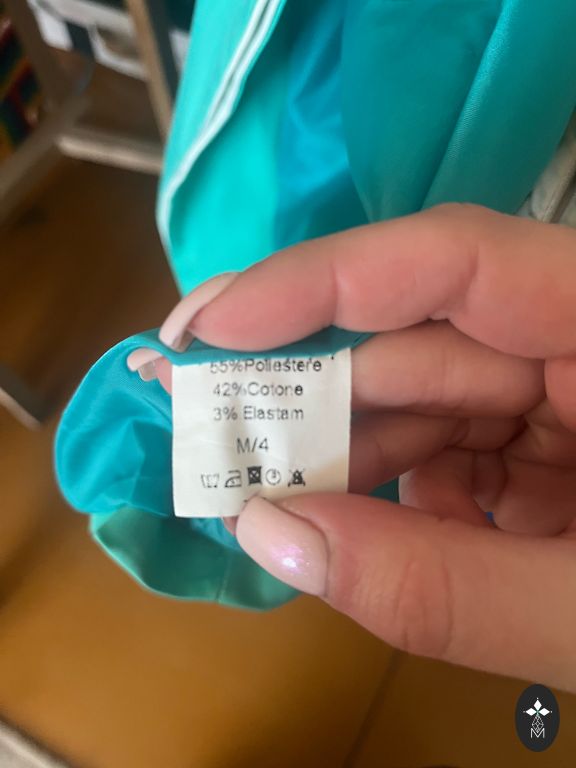 55%Poliestere
42%Cotone
3% Elastam
M/4